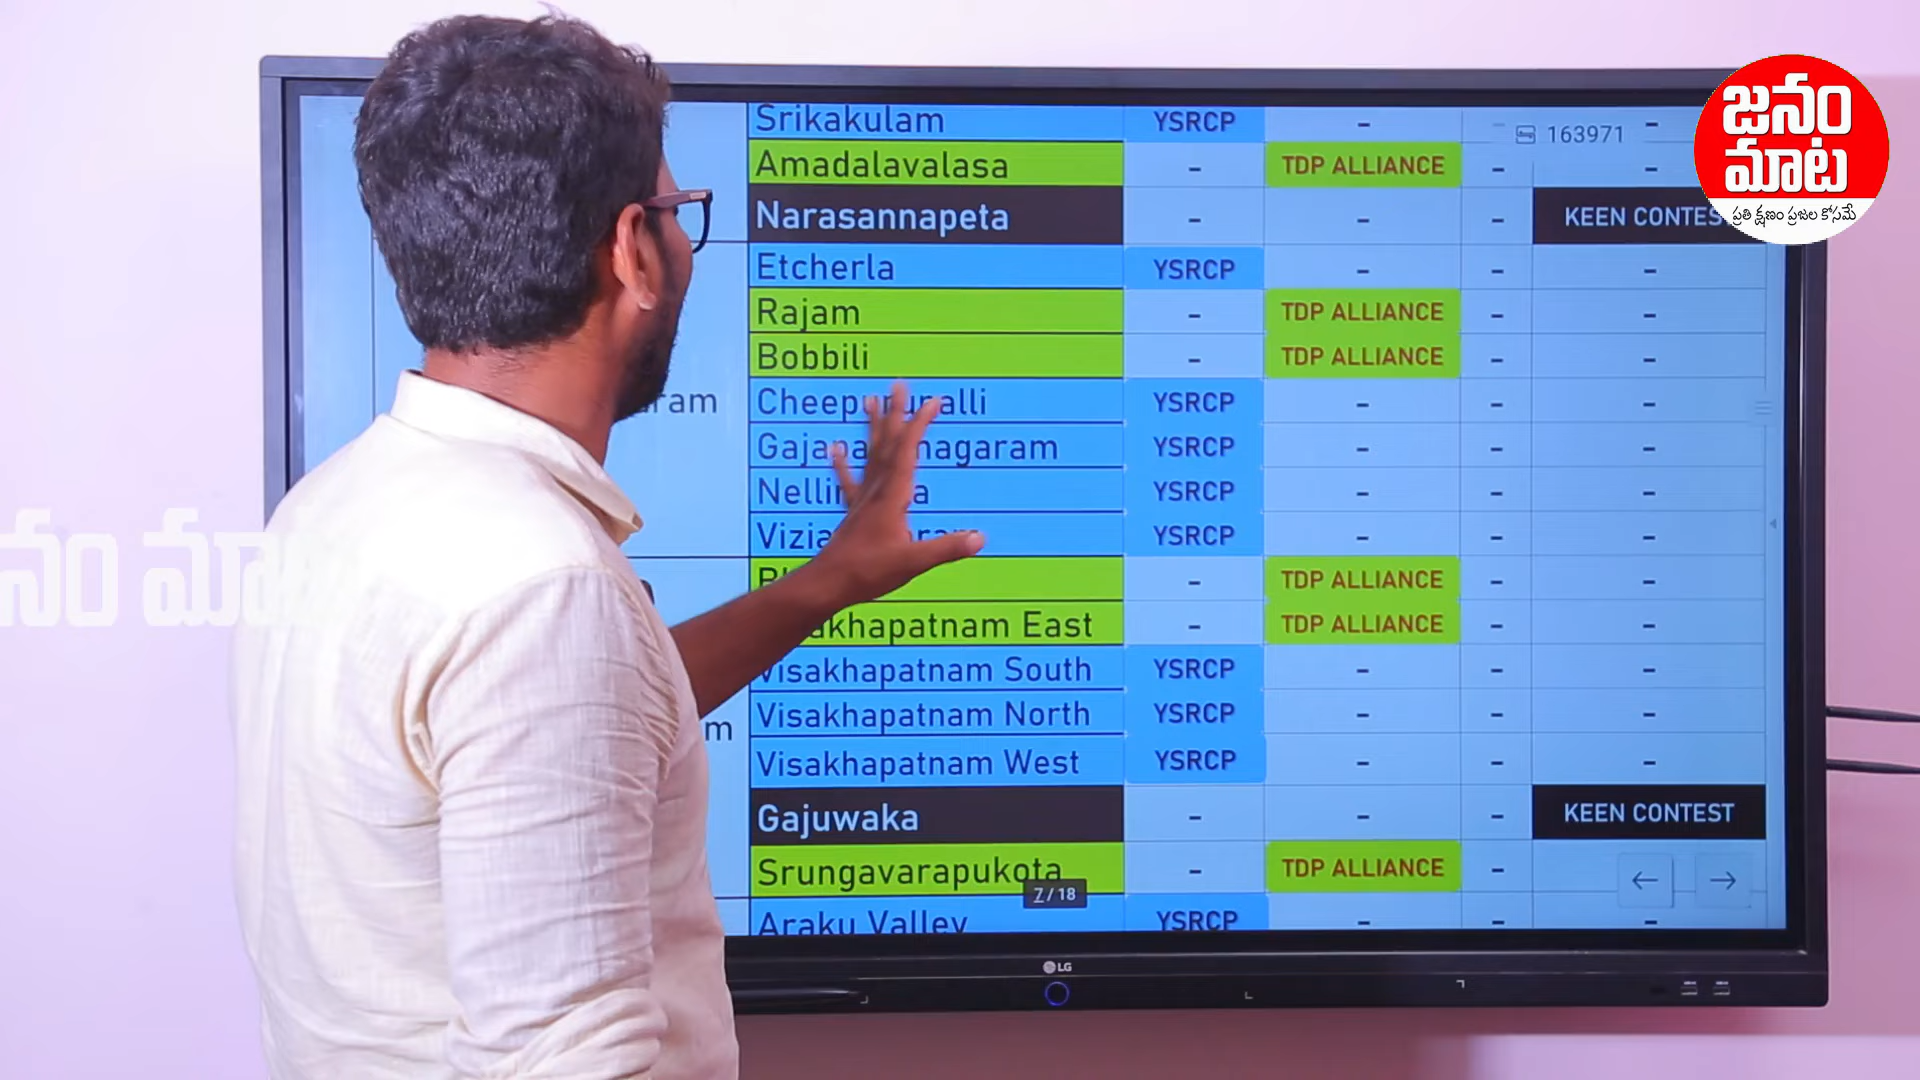 Srikakulam YSRCP - - -
163971
జనం
మాట
ప్రతి క్షణం ప్రజల కోసమే
Amadalavalasa - TDP ALLIANCE - -
Narasannapeta - - - KEEN CONTES
Etcherla YSRCP - - -
Rajam - TDP ALLIANCE - -
Bobbili - TDP ALLIANCE - -
ram
YSRCP - - -
YSRCP - - -
YSRCP - - -
YSRCP - - -
నం మాట
- TDP ALLIANCE - -
akhapatnam East - TDP ALLIANCE - -
Visakhapatnam South YSRCP - - -
Visakhapatnam North YSRCP - - -
m
Visakhapatnam West YSRCP - - -
Gajuwaka - - - KEEN CONTEST
Srungavarapukota - TDP ALLIANCE -
← →
7/18
Araku Valley YSRCP - - -
LG